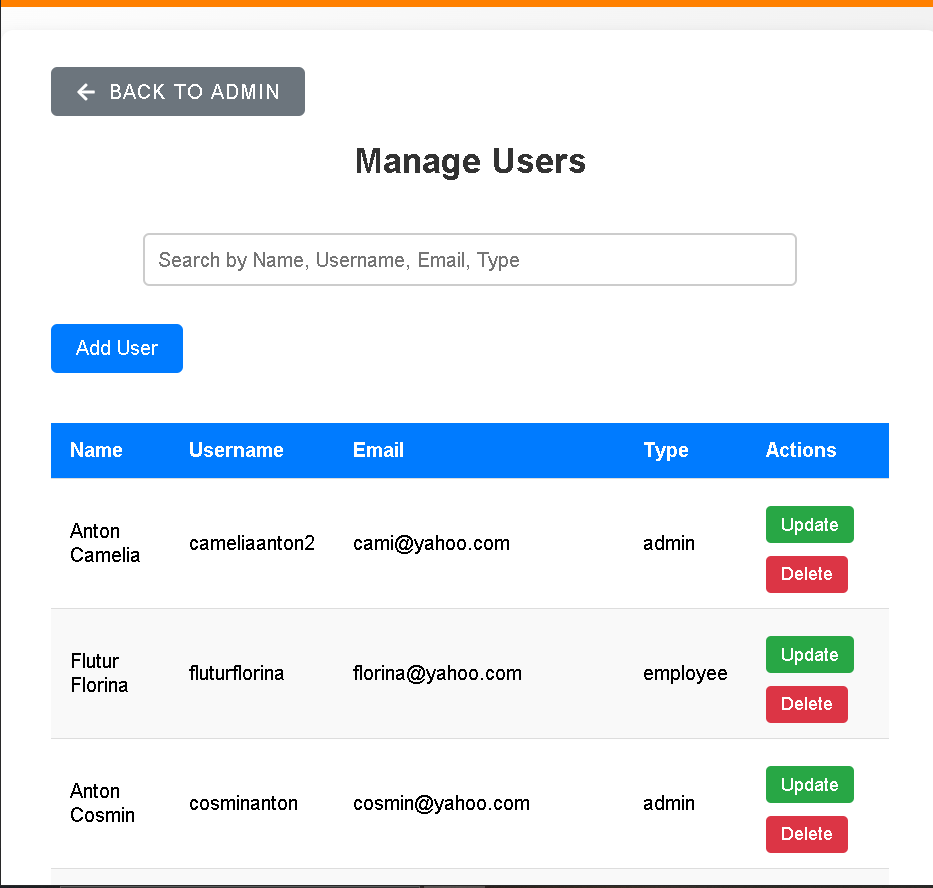 BACK TO ADMIN
Manage Users
Search by Name, Username, Email, Type
Add User
Name Username Email Type Actions
Anton
Camelia
cameliaanton2 cami@yahoo.com admin
Update
Delete
Flutur
Florina
fluturflorina florina@yahoo.com employee
Update
Delete
Anton
Cosmin
cosminanton cosmin@yahoo.com admin
Update
Delete